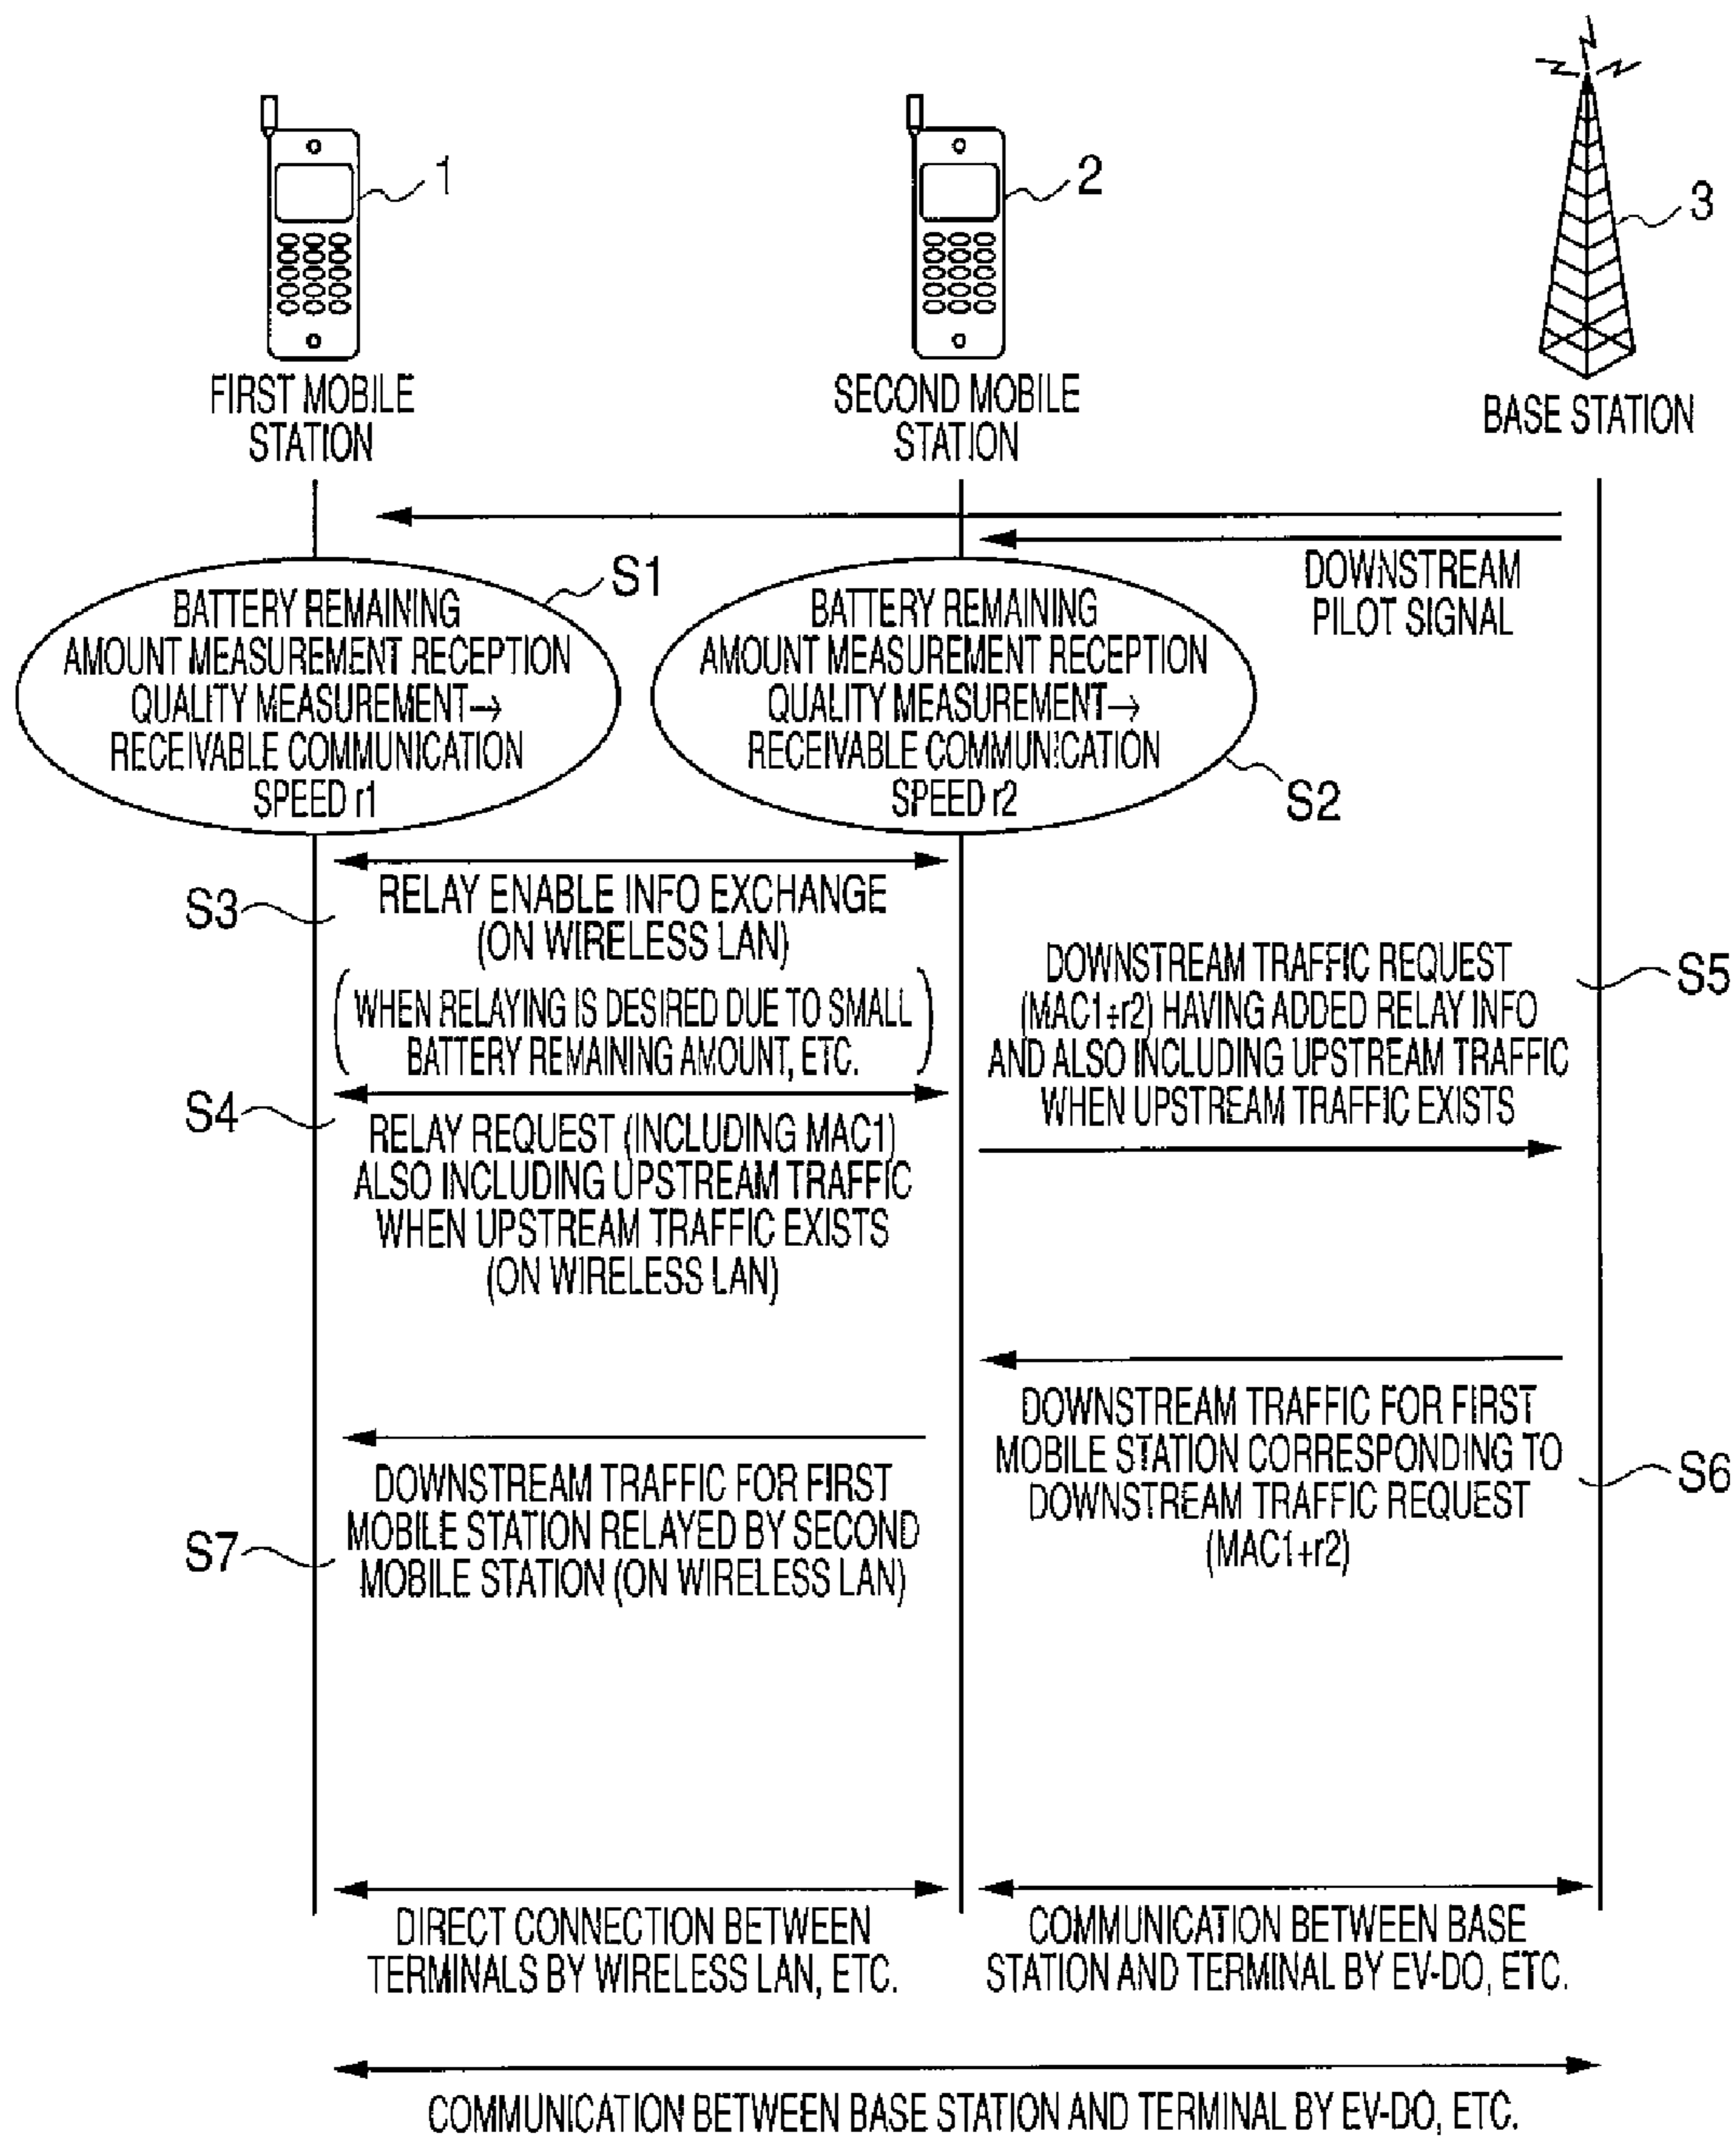 1
2
3
FIRST MOBILE
STATION
SECOND MOBILE
STATION
BASE STATION
DOWNSTREAM
PILOT SIGNAL
S1
BATTERY REMAINING
AMOUNT MEASUREMENT RECEPTION
QUALITY MEASUREMENT→
RECEIVABLE COMMUNICATION
SPEED r1
BATTERY REMAINING
AMOUNT MEASUREMENT RECEPTION
QUALITY MEASUREMENT→
RECEIVABLE COMMUNICATION
SPEED r2
S2
S3
RELAY ENABLE INFO EXCHANGE
(ON WIRELESS LAN)
(WHEN RELAYING IS DESIRED DUE TO SMALL
BATTERY REMAINING AMOUNT, ETC.)
S4
RELAY REQUEST (INCLUDING MAC1)
ALSO INCLUDING UPSTREAM TRAFFIC
WHEN UPSTREAM TRAFFIC EXISTS
(ON WIRELESS LAN)
DOWNSTREAM TRAFFIC REQUEST
(MAC1+r2) HAVING ADDED RELAY INFO
AND ALSO INCLUDING UPSTREAM TRAFFIC
WHEN UPSTREAM TRAFFIC EXISTS
S5
DOWNSTREAM TRAFFIC FOR FIRST
MOBILE STATION CORRESPONDING TO
DOWNSTREAM TRAFFIC REQUEST
(MAC1+r2)
S6
S7
DOWNSTREAM TRAFFIC FOR FIRST
MOBILE STATION RELAYED BY SECOND
MOBILE STATION (ON WIRELESS LAN)
DIRECT CONNECTION BETWEEN
TERMINALS BY WIRELESS LAN, ETC.
COMMUNICATION BETWEEN BASE
STATION AND TERMINAL BY EV-DO, ETC.
COMMUNICATION BETWEEN BASE STATION AND TERMINAL BY EV-DO, ETC.